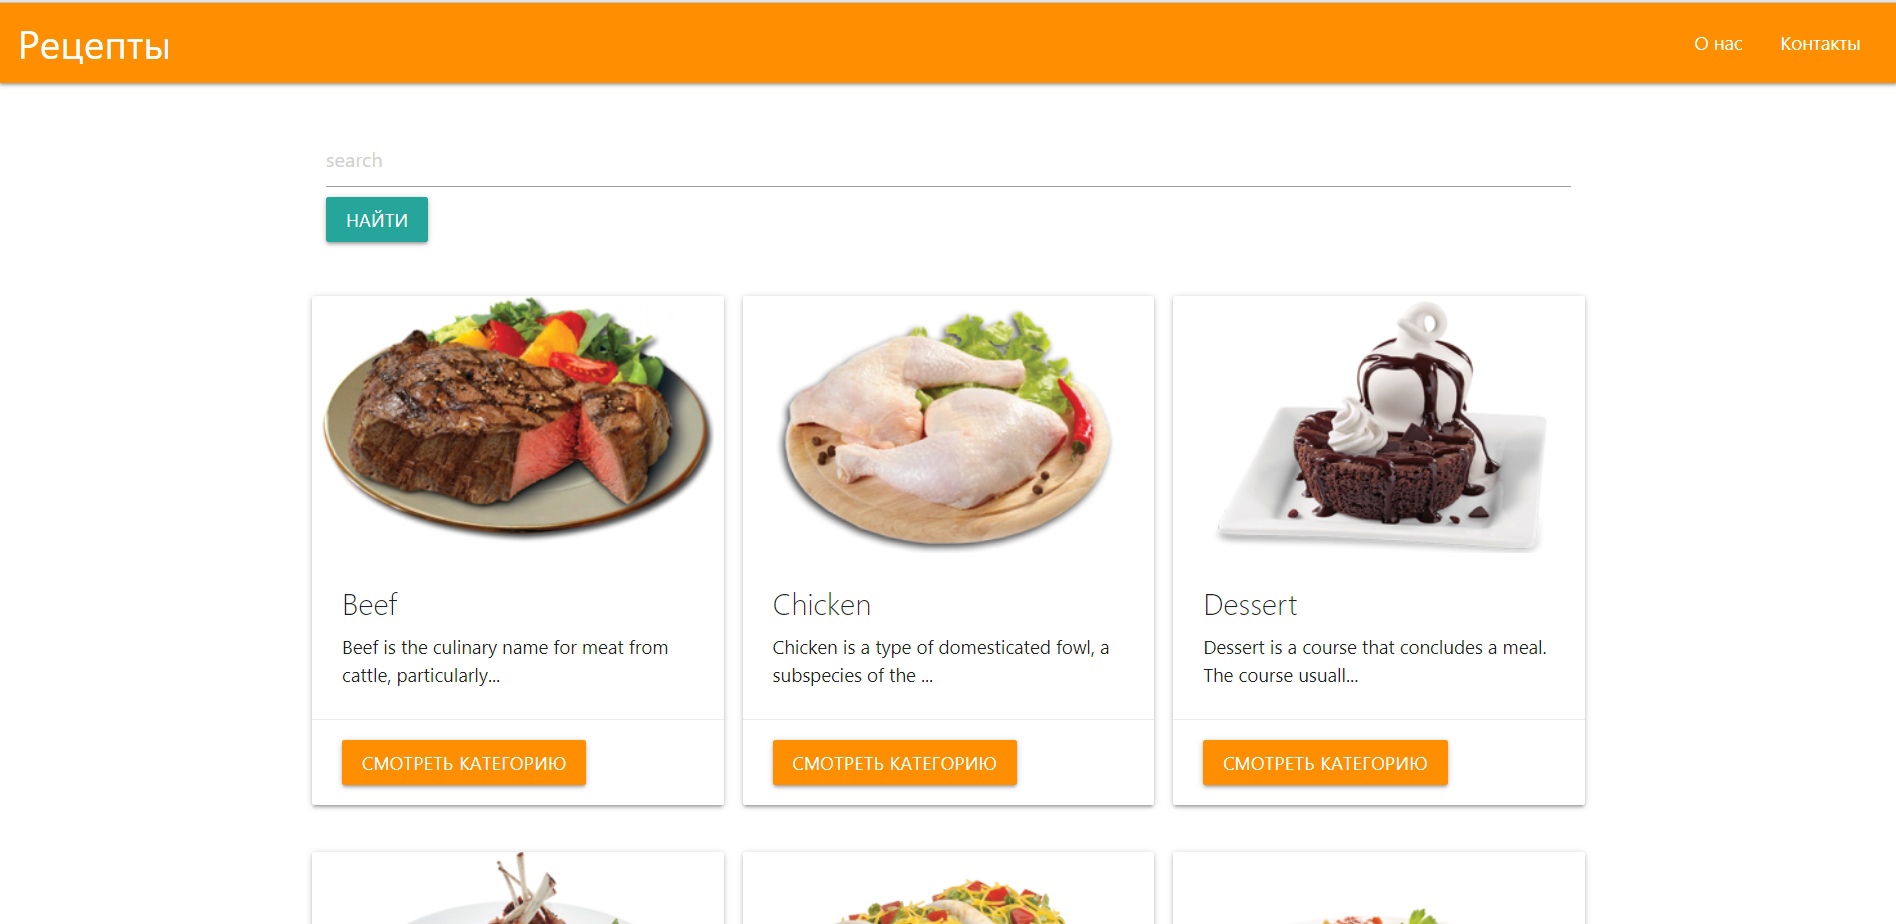 Рецепты
О нас
Контакты
search
НАЙТИ
Beef
Beef is the culinary name for meat from
cattle, particularly...
СМОТРЕТЬ КАТЕГОРИЮ
Chicken
Chicken is a type of domesticated fowl, a
subspecies of the ...
СМОТРЕТЬ КАТЕГОРИЮ
Dessert
Dessert is a course that concludes a meal.
The course usuall...
СМОТРЕТЬ КАТЕГОРИЮ